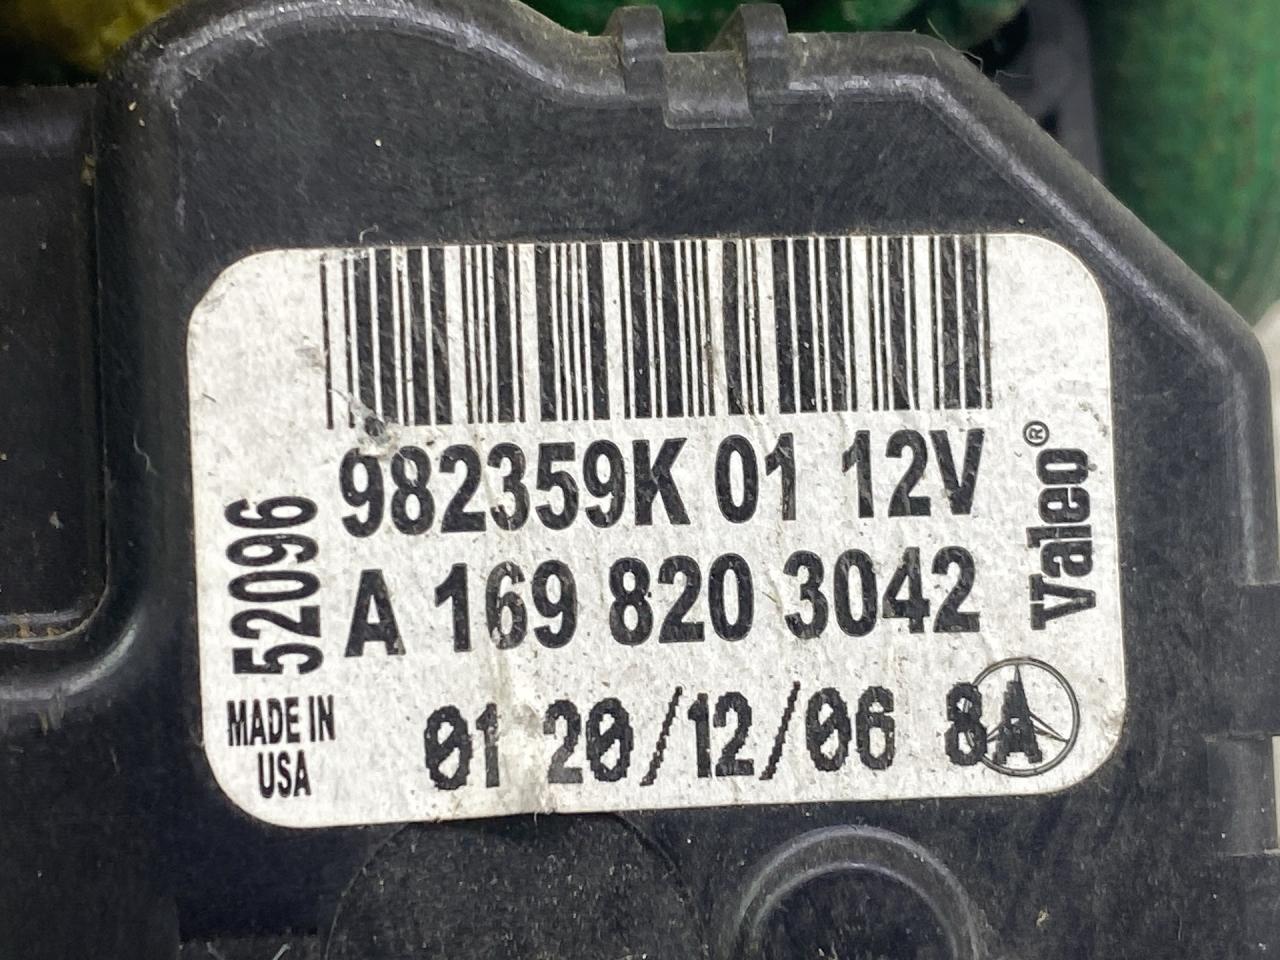 982359K 01 12V
A 169 820 3042
01 20/12/06 8A
52096
MADE IN
USA
Valeo®